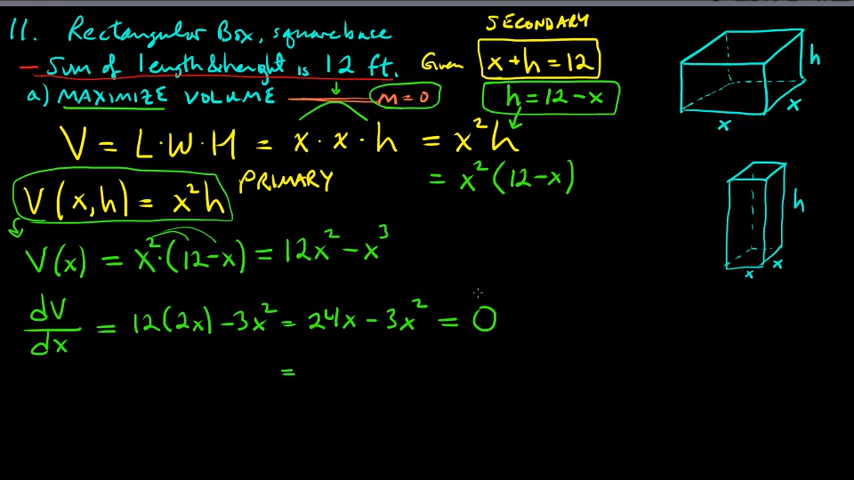 SECONDARY
11. Rectangular Box, square base
- Sum of length & height is 12 ft. Given x + h = 12
a) MAXIMIZE VOLUME m = 0 h = 12 - x
V = L·W·H = x · x · h = x²h
PRIMARY = x² (12 - x)
V(x,h) = x²h
V(x) = x²·(12 - x) = 12x² - x³
dV/dx = 12(2x) - 3x² = 24x - 3x² = 0
=
h
x
x
h
x
x